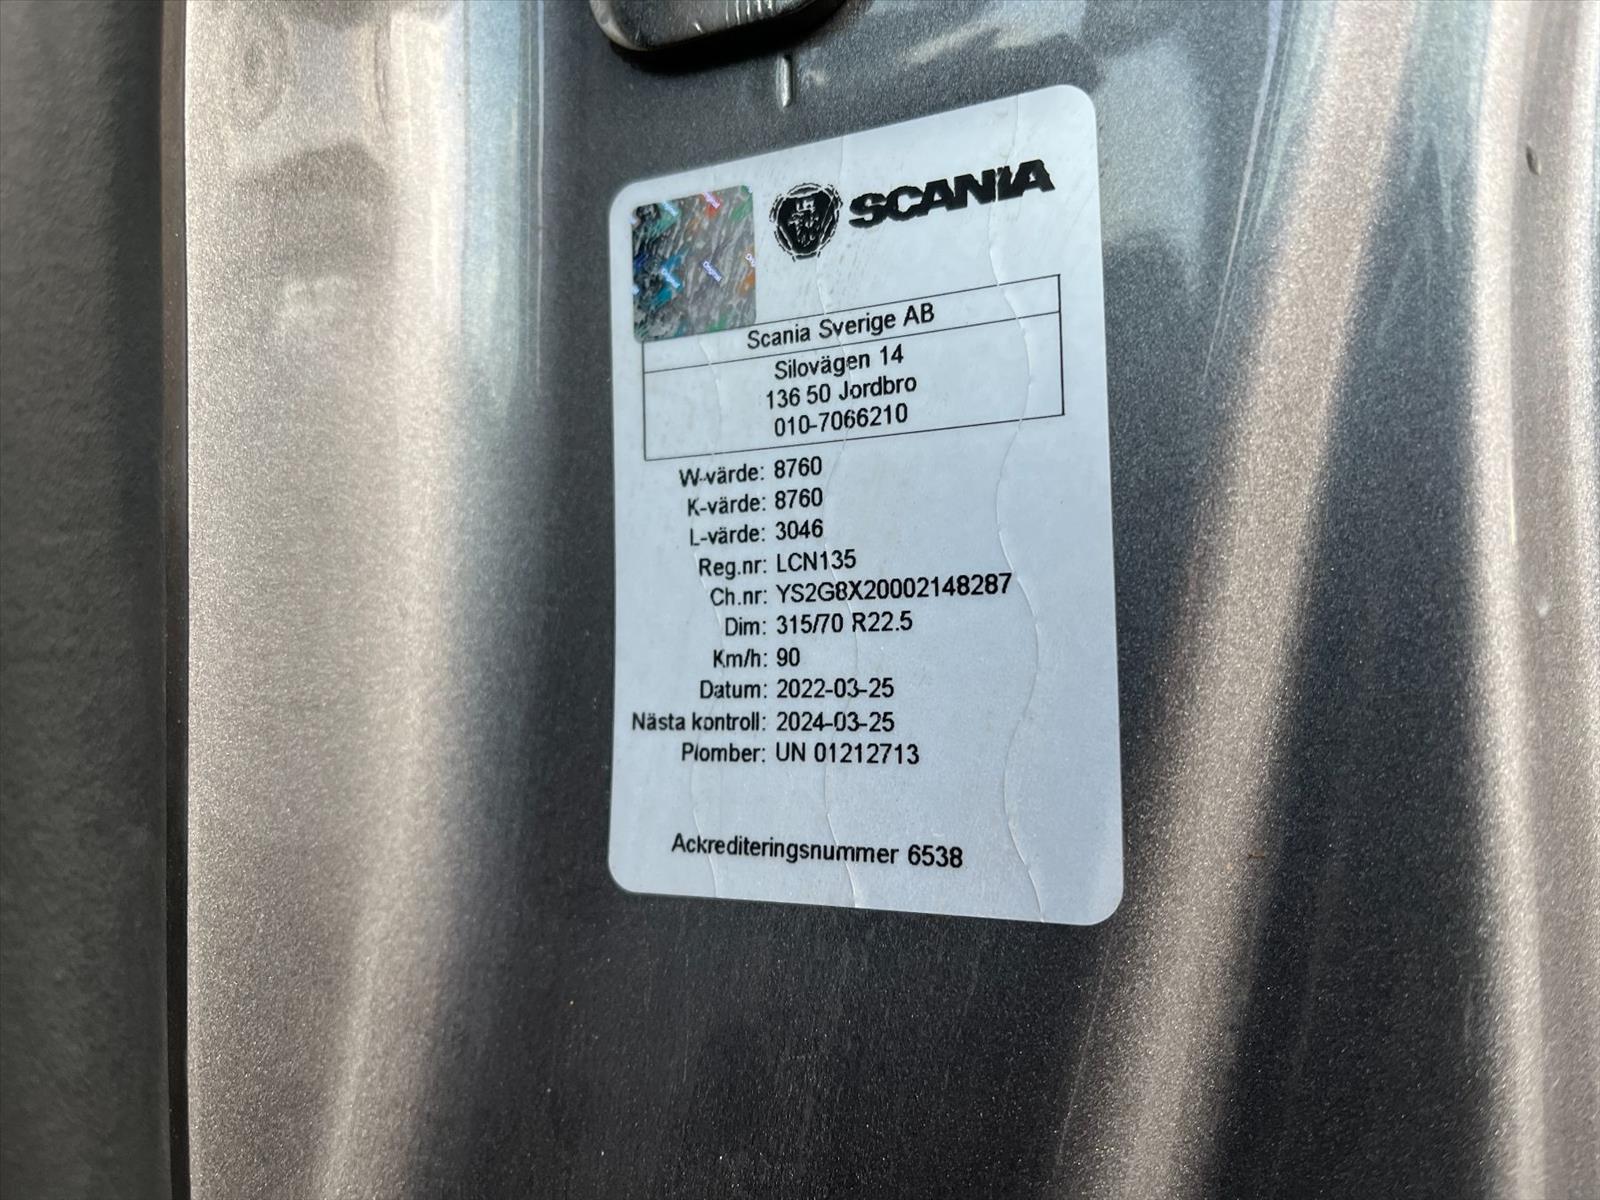 SCANIA
Scania Sverige AB
Silovägen 14
136 50 Jordbro
010-7066210
W-värde: 8760
K-värde: 8760
L-värde: 3046
Reg.nr: LCN135
Ch.nr: YS2G8X20002148287
Dim: 315/70 R22.5
Km/h: 90
Datum: 2022-03-25
Nästa kontroll: 2024-03-25
Plomber: UN 01212713
Ackrediteringsnummer 6538